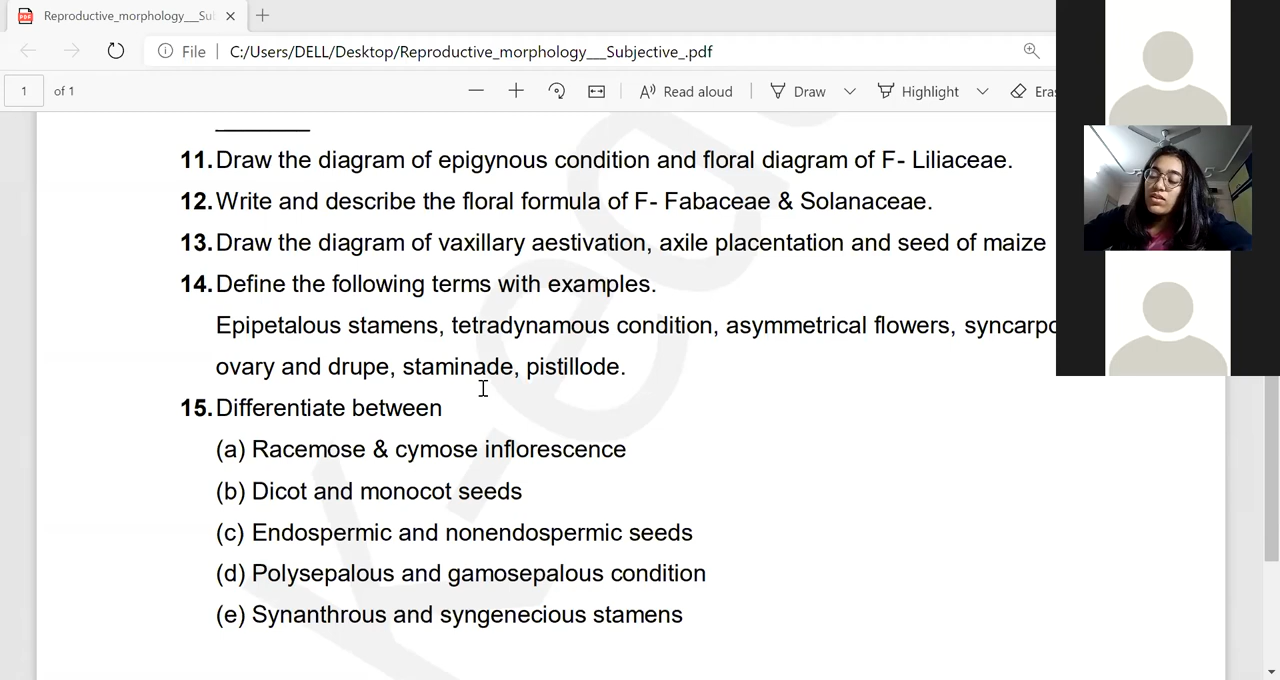 Reproductive_morphology___Su
File
C:/Users/DELL/Desktop/Reproductive_morphology___Subjective_.pdf
1 of 1
Read aloud
Draw
Highlight
11. Draw the diagram of epigynous condition and floral diagram of F- Liliaceae.
12. Write and describe the floral formula of F- Fabaceae & Solanaceae.
13. Draw the diagram of vaxillary aestivation, axile placentation and seed of maize
14. Define the following terms with examples.
Epipetalous stamens, tetradynamous condition, asymmetrical flowers,
ovary and drupe, staminade, pistillode.
15. Differentiate between
(a) Racemose & cymose inflorescence
(b) Dicot and monocot seeds
(c) Endospermic and nonendospermic seeds
(d) Polysepalous and gamosepalous condition
(e) Synanthrous and syngenecious stamens